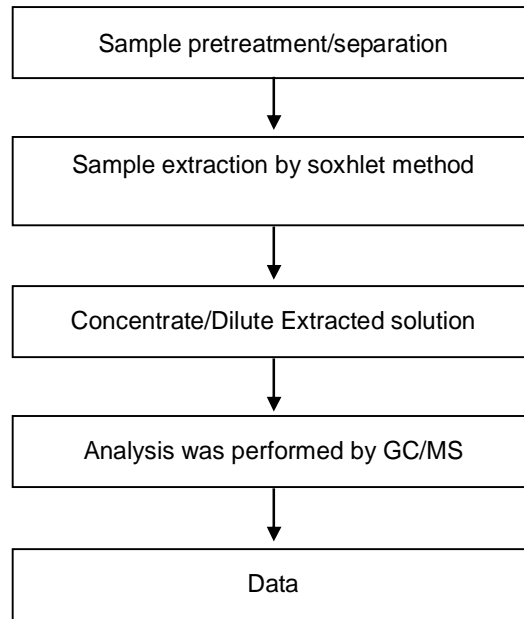 Sample pretreatment/separation
Sample extraction by soxhlet method
Concentrate/Dilute Extracted solution
Analysis was performed by GC/MS
Data